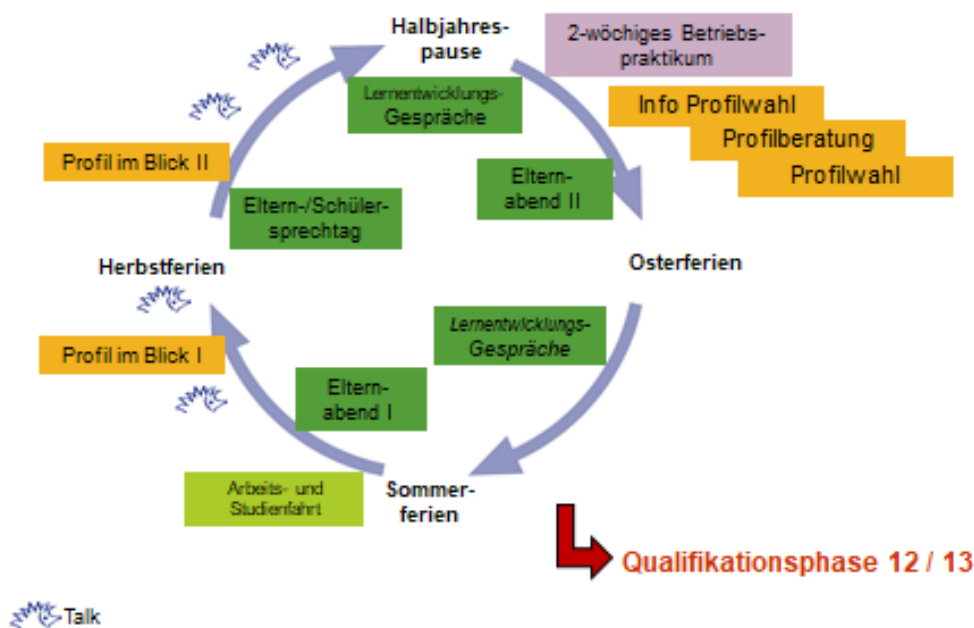 Halbjahres-
pause
2-wöchiges Betriebs-
praktikum
Lernentwicklungs-
Gespräche
Info Profilwahl
Profilberatung
Profilwahl
Profil im Blick II
Eltern-
abend II
Eltern-/Schüler-
sprechtag
Herbstferien
Osterferien
Lernentwicklungs-
Gespräche
Profil im Blick I
Eltern-
abend I
Arbeits- und
Studienfahrt
Sommer-
ferien
Qualifikationsphase 12 / 13
Talk